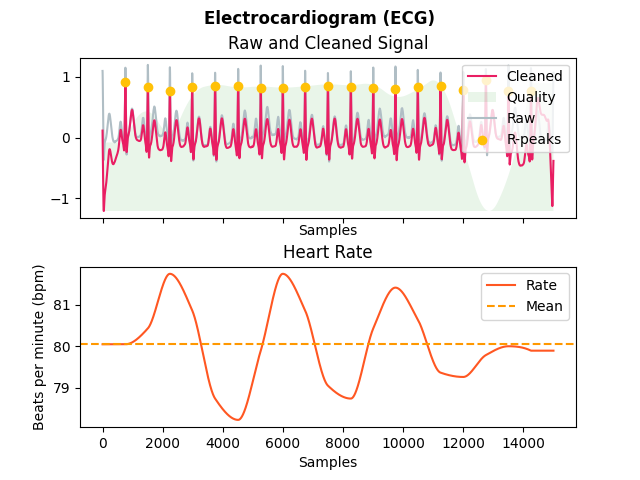 Electrocardiogram (ECG)
Raw and Cleaned Signal
1
0
−1
Cleaned
Quality
Raw
R-peaks
Samples
Heart Rate
Beats per minute (bpm)
81
80
79
Rate
Mean
0 2000 4000 6000 8000 10000 12000 14000
Samples